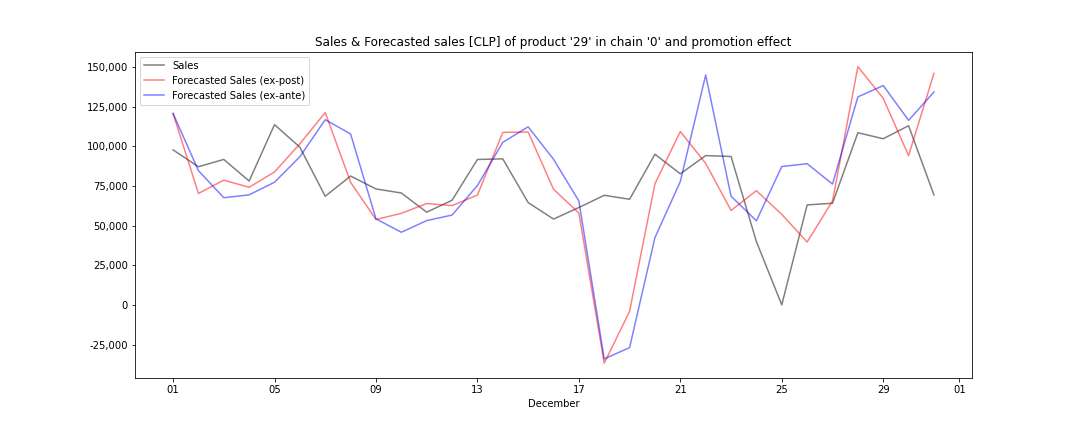 Sales & Forecasted sales [CLP] of product '29' in chain '0' and promotion effect
Sales
Forecasted Sales (ex-post)
Forecasted Sales (ex-ante)
150,000
125,000
100,000
75,000
50,000
25,000
0
-25,000
01 05 09 13 17 21 25 29 01
December